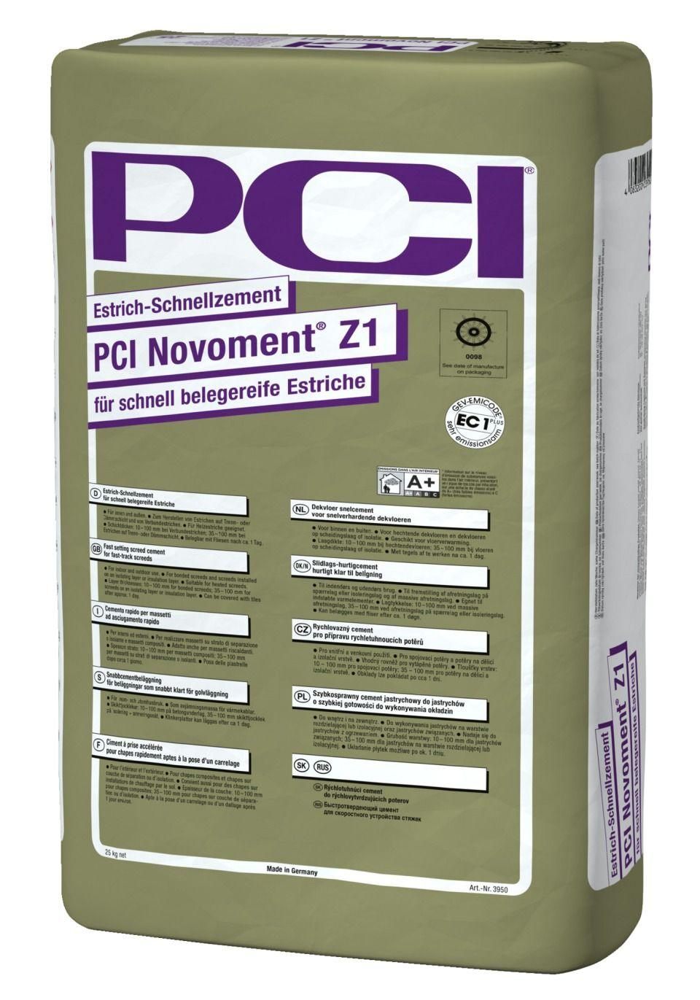 PCI®
Estrich-Schnellzement
PCI Novoment® Z1
für schnell belegereife Estriche
0098
See date of manufacture
on packaging
GEV-EMICODE®
EC 1 PLUS
sehr emissionsarm
ÉMISSIONS DANS L'AIR INTÉRIEUR*
A+
A+ A B C
D
Estrich-Schnellzement
für schnell belegereife Estriche
• Für innen und außen. • Zum Herstellen von Estrichen auf Trenn- oder
Dämmschicht und von Verbundestrichen. • Für Heizestriche geeignet.
• Schichtdicken: 10–100 mm bei Verbundestrichen; 35–100 mm bei
Estrichen auf Trenn- oder Dämmschicht. • Belegbar mit Fliesen nach ca. 1 Tag.
GB
Fast setting screed cement
for fast-track screeds
• For indoor and outdoor use. • For bonded screeds and screeds installed
on an isolating layer or insulation layer. • Suitable for heated screeds.
• Layer thicknesses: 10–100 mm for bonded screeds; 35–100 mm for
screeds on an isolating layer or insulation layer. • Can be covered with tiles
after approx. 1 day.
I
Cemento rapido per massetti
ad asciugamento rapido
• Per interni ed esterni. • Per realizzare massetti su strato di separazione
o isolante e massetti compositi. • Adatto anche per massetti riscaldanti.
• Spessori strato: 10–100 mm per massetti compositi; 35–100 mm
per massetti su strati di separazione o isolanti. • Posa delle piastrelle
dopo circa 1 giorno.
S
Snabbcementbeläggning
för beläggningar som snabbt klart för golvläggning
• För inom- och utomhusbruk. • Som avjämningsmassa för värmekablar.
• Skikttjocklekar: 10–100 mm på betongunderlag, 35–100 mm skikttjocklek
på isolering + armeringsnät. • Klinkerplattor kan läggas efter ca 1 dag.
F
Ciment à prise accélérée
pour chapes rapidement aptes à la pose d'un carrelage
• Pour l'intérieur et l'extérieur. • Pour chapes composites et chapes sur
couche de séparation ou d'isolation. • Convient aussi pour des chapes sur
installations de chauffage par le sol. • Épaisseur de la couche: 10–100 mm
pour chapes composites; 35–100 mm pour chapes sur couche de sépara-
tion ou d'isolation. • Apte à la pose d'un carrelage ou d'un dallage après
1 jour environ.
NL
Dekvloer snelcement
voor snelverhardende dekvloeren
• Voor binnen en buiten. • Voor hechtende dekvloeren en dekvloeren
op scheidingslaag of isolatie. • Geschikt voor vloerverwarming.
• Laagdikte: 10–100 mm bij hechtendevloeren; 35–100 mm bij vloeren
op scheidingslaag of isolatie. • Met tegels af te werken na ca. 1 dag.
DK/N
Slidlags-hurtigcement
hurtigt klar til beligning
• Til indendørs og udendørs brug. • Til fremstilling af afretningslag på
spærrelag eller isoleringslag og af massive afretningslag. • Egnet til
indstøbte varmelementer. • Lagtykkelse: 10–100 mm ved massive
afretningslag, 35–100 mm ved afretningslag på spærrelag eller isoleringslag.
• Kan belægges med fliser efter ca. 1 døgn.
CZ
Rychlovazný cement
pro přípravu rychletuhnoucích potěrů
• Pro vnitřní a venkovní použití. • Pro spojovací potěry a potěry na dělicí
a izolační vrstvě. • Vhodný rovněž pro vytápěné potěry. • Tloušťky vrstev:
10 – 100 mm pro spojovací potěry; 35 – 100 mm pro potěry na dělicí a
izolační vrstvě. • Obklady lze pokládat po cca 1 dni.
PL
Szybkosprawny cement jastrychowy do jastrychów
o szybkiej gotowości do wykonywania okładzin
• Do wnętrz i na zewnątrz. • Do wykonywania jastrychów na warstwie
rozdzielającej lub izolacyjnej oraz jastrychów związanych. • Nadaje się do
jastrychów z ogrzewaniem. • Grubość warstwy: 10–100 mm dla jastrychów
związanych; 35–100 mm dla jastrychów na warstwie rozdzielającej lub
izolacyjnej. • Układanie płytek możliwe po ok. 1 dniu.
SK RUS
SK Rýchlotuhnúci cement
do rýchlovytvrdzujúcich poterov
RUS Быстротвердеющий цемент
для скоростного устройства стяжек
25 kg net
Made in Germany
Art.-Nr. 3950
Estrich-Schnellzement
PCI Novoment® Z1
für schnell belegereife Estriche